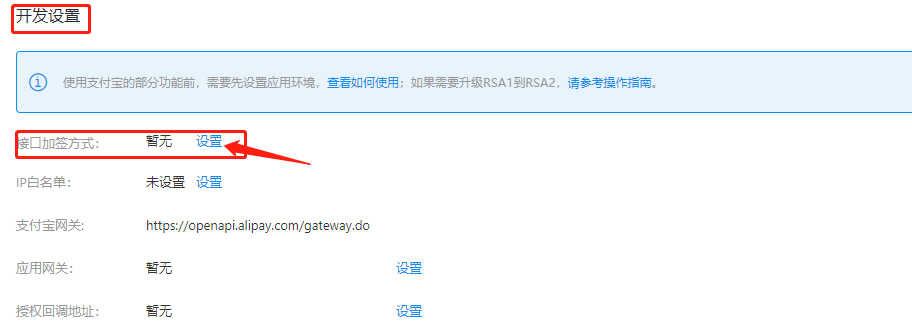 开发设置
使用支付宝的部分功能前，需要先设置应用环境，查看如何使用；如果需要升级RSA1到RSA2，请参考操作指南。
接口加签方式： 暂无 设置
IP白名单： 未设置 设置
支付宝网关: https://openapi.alipay.com/gateway.do
应用网关： 暂无 设置
授权回调地址： 暂无 设置